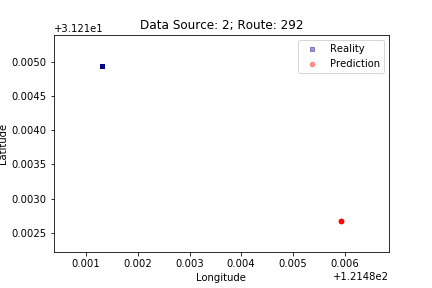 Data Source: 2; Route: 292
+3.121e1
Reality
Prediction
0.0050
0.0045
0.0040
0.0035
0.0030
0.0025
Latitude
0.001 0.002 0.003 0.004 0.005 0.006
Longitude
+1.2148e2